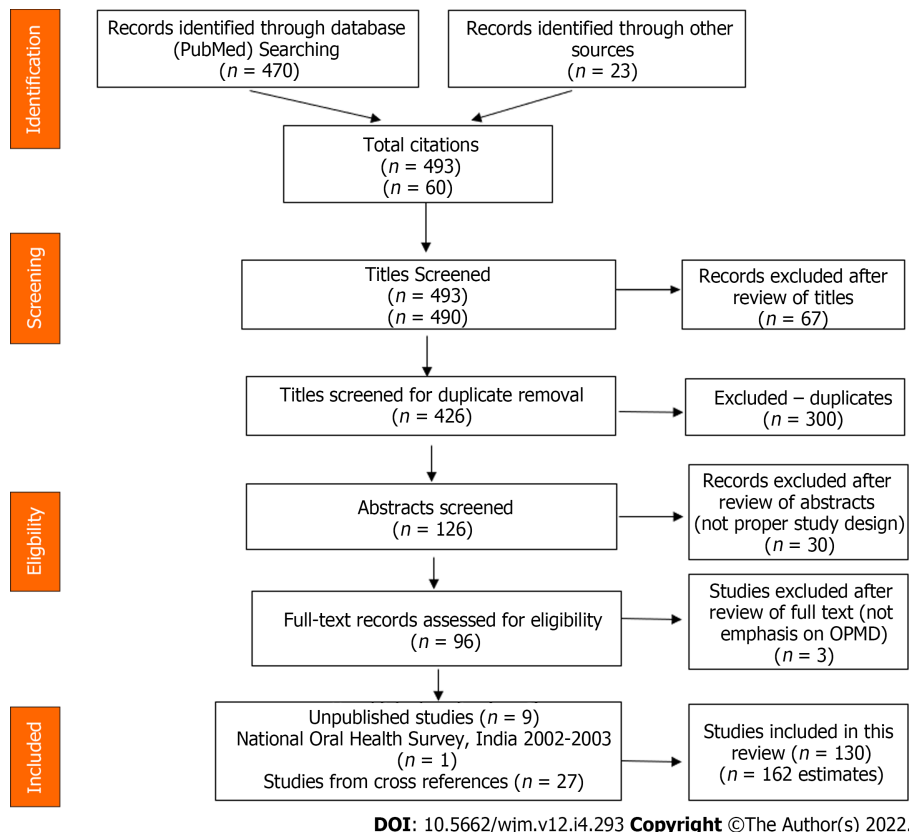 Identification
Records identified through database
(PubMed) Searching
(n = 470)
Records identified through other
sources
(n = 23)
Total citations
(n = 493)
(n = 60)
Screening
Titles Screened
(n = 493)
(n = 490)
Records excluded after
review of titles
(n = 67)
Titles screened for duplicate removal
(n = 426)
Excluded – duplicates
(n = 300)
Eligbility
Abstracts screened
(n = 126)
Records excluded after
review of abstracts
(not proper study design)
(n = 30)
Full-text records assessed for eligibility
(n = 96)
Studies excluded after
review of full text (not
emphasis on OPMD)
(n = 3)
Included
Unpublished studies (n = 9)
National Oral Health Survey, India 2002-2003
(n = 1)
Studies from cross references (n = 27)
Studies included in this
review (n = 130)
(n = 162 estimates)
DOI: 10.5662/wjm.v12.i4.293 Copyright ©The Author(s) 2022.